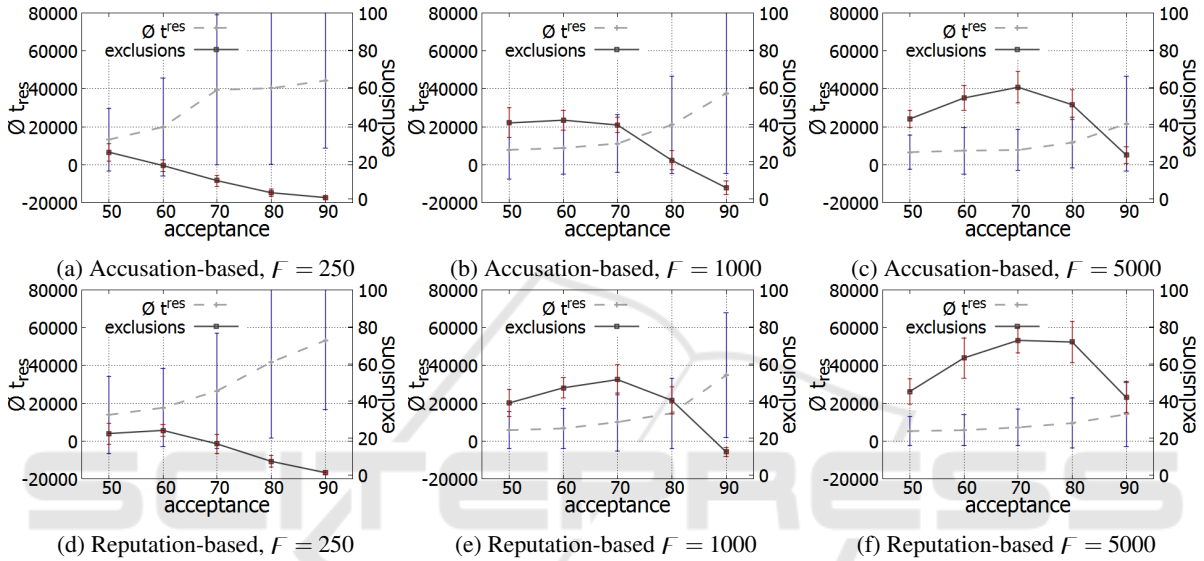 80000 100
60000 Ø t^res 80
exclusions
40000 60
20000 40
0 20
-20000 0
50 60 70 80 90
acceptance
Ø t_res
exclusions
(a) Accusation-based, F = 250
80000 100
60000 Ø t^res 80
exclusions
40000 60
20000 40
0 20
-20000 0
50 60 70 80 90
acceptance
Ø t_res
exclusions
(b) Accusation-based, F = 1000
80000 100
60000 Ø t^res 80
exclusions
40000 60
20000 40
0 20
-20000 0
50 60 70 80 90
acceptance
Ø t_res
exclusions
(c) Accusation-based, F = 5000
80000 100
60000 Ø t^res 80
exclusions
40000 60
20000 40
0 20
-20000 0
50 60 70 80 90
acceptance
Ø t_res
exclusions
(d) Reputation-based, F = 250
80000 100
60000 Ø t^res 80
exclusions
40000 60
20000 40
0 20
-20000 0
50 60 70 80 90
acceptance
Ø t_res
exclusions
(e) Reputation-based F = 1000
80000 100
60000 Ø t^res 80
exclusions
40000 60
20000 40
0 20
-20000 0
50 60 70 80 90
acceptance
Ø t_res
exclusions
(f) Reputation-based F = 5000
SCITEPRESS